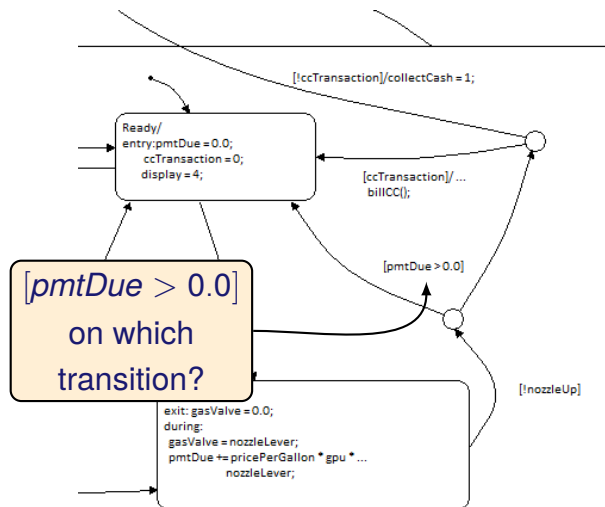 [!ccTransaction]/collectCash = 1;
Ready/
entry:pmtDue = 0.0;
ccTransaction = 0;
display = 4;
[ccTransaction]/ ...
billCC();
[pmtDue > 0.0]
[pmtDue > 0.0]
on which
transition?
[!nozzleUp]
exit: gasValve = 0.0;
during:
gasValve = nozzleLever;
pmtDue += pricePerGallon * gpu * ...
nozzleLever;